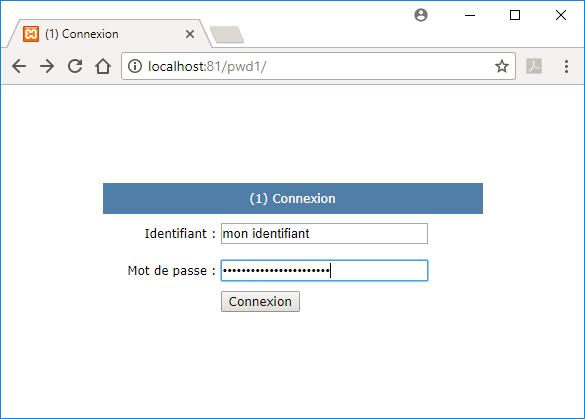 (1) Connexion
localhost:81/pwd1/
(1) Connexion
Identifiant : mon identifiant
Mot de passe : •••••••••••••••••••••••
Connexion